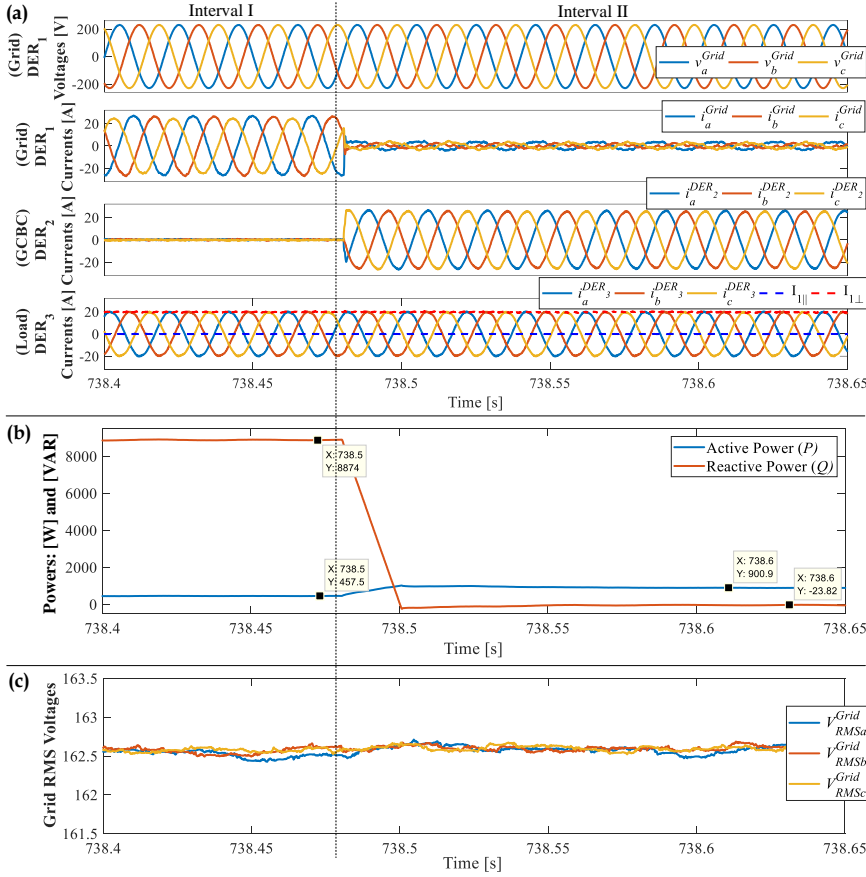 (a)
Interval I
Interval II
(Grid)
DER1
Voltages [V]
200
0
-200
v_a^Grid v_b^Grid v_c^Grid
(Grid)
DER1
Currents [A]
20
0
-20
i_a^Grid i_b^Grid i_c^Grid
(GCBC)
DER2
Currents [A]
20
0
-20
i_a^DER2 i_b^DER2 i_c^DER2
(Load)
DER3
Currents [A]
20
0
-20
i_a^DER3 i_b^DER3 i_c^DER3 I1|| I1⊥
738.4 738.45 738.5 738.55 738.6 738.65
Time [s]
(b)
Powers: [W] and [VAR]
8000
6000
4000
2000
0
X: 738.5
Y: 8874
X: 738.5
Y: 457.5
Active Power (P)
Reactive Power (Q)
X: 738.6
Y: 900.9
X: 738.6
Y: -23.82
738.4 738.45 738.5 738.55 738.6 738.65
Time [s]
(c)
Grid RMS Voltages
163.5
163
162.5
162
161.5
V_RMSa^Grid
V_RMSb^Grid
V_RMSc^Grid
738.4 738.45 738.5 738.55 738.6 738.65
Time [s]